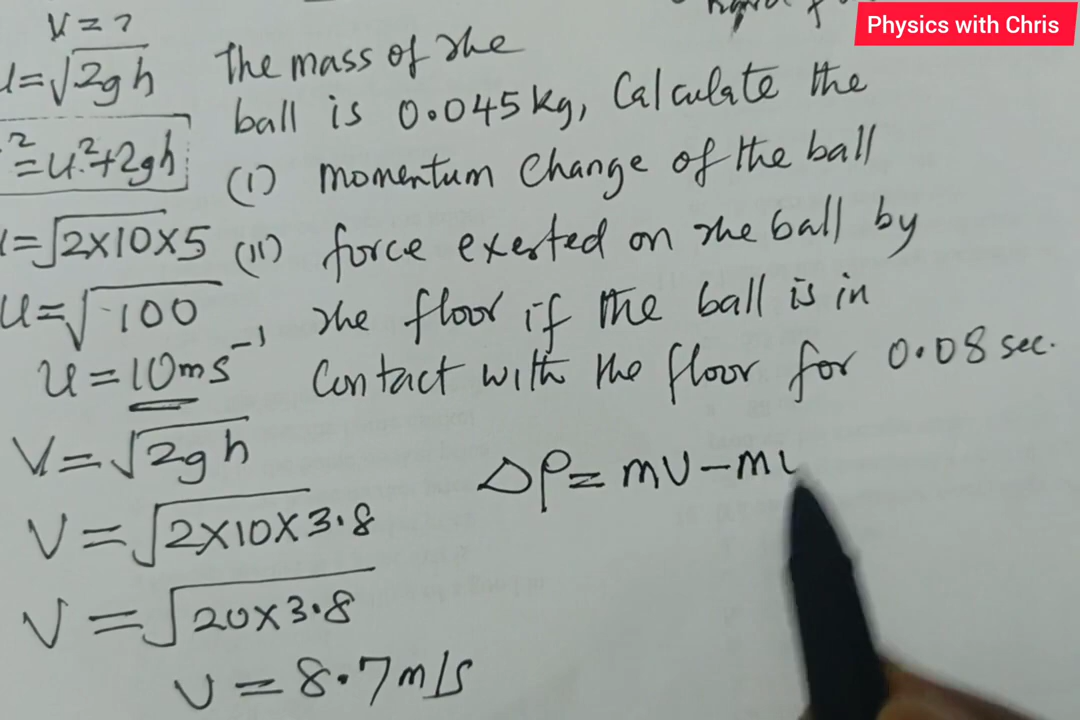 Physics with Chris
V = ?
u=√2gh
²=u²+2gh
u=√2×10×5
u=√100
u=10ms⁻¹
V=√2gh
V=√2×10×3.8
V=√20×3.8
V=8.7m/s
The mass of the
ball is 0.045kg, Calculate the
(i) momentum Change of the ball
(ii) force exerted on the ball by
the floor if the ball is in
Contact with the floor for 0.08 sec.
Δρ=mv-mu